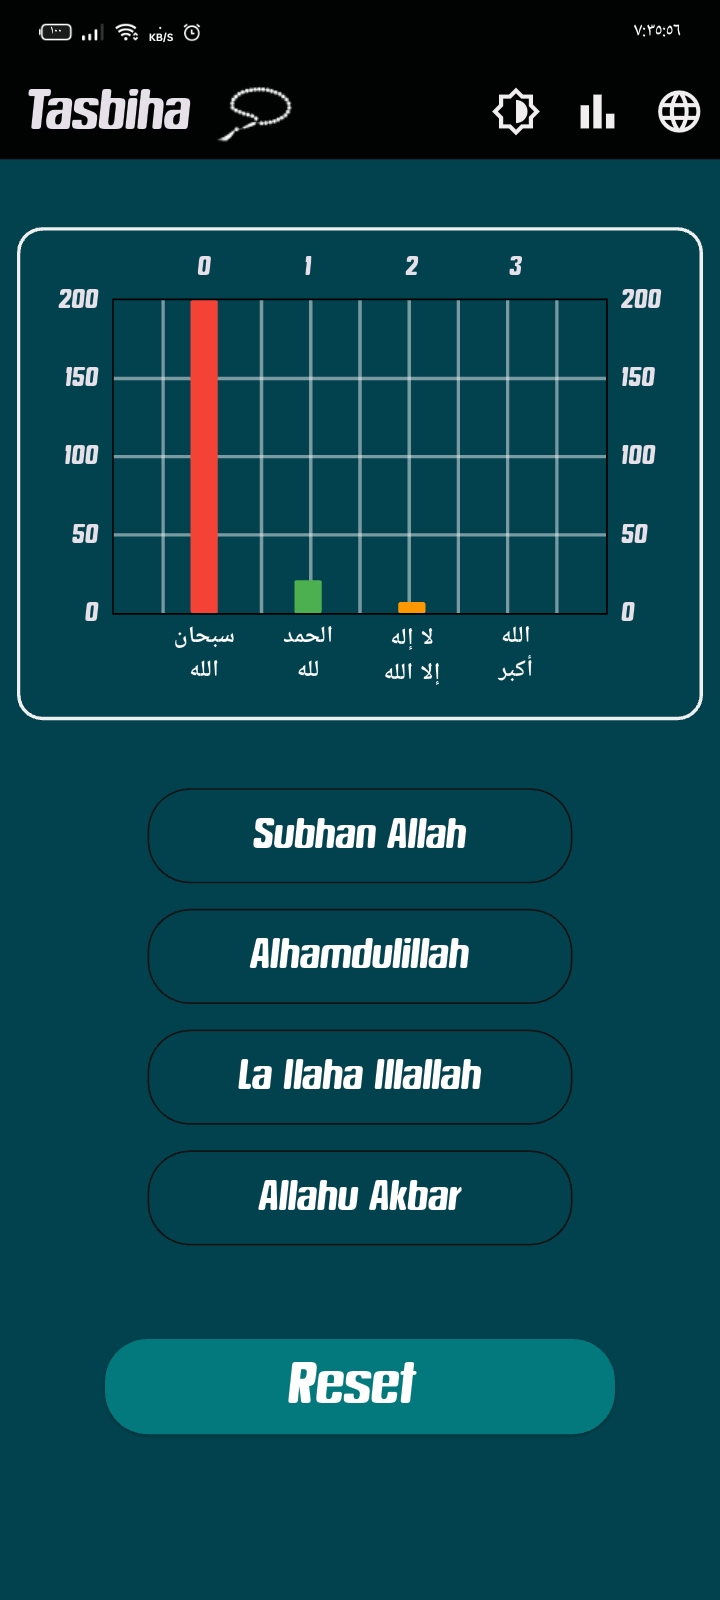 ١٠٠ KB/S ٧:٣٥:٥٦
Tasbiha
0 1 2 3
200 200
150 150
100 100
50 50
0 0
سبحان الله
الحمد لله
لا إله إلا الله
الله أكبر
Subhan Allah
Alhamdulillah
La Ilaha Illallah
Allahu Akbar
Reset